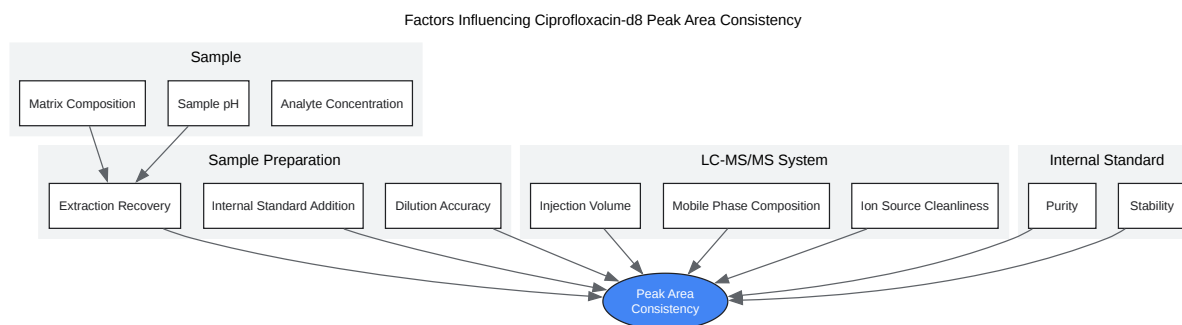 Factors Influencing Ciprofloxacin-d8 Peak Area Consistency
Sample
Matrix Composition
Sample pH
Analyte Concentration
Sample Preparation
Extraction Recovery
Internal Standard Addition
Dilution Accuracy
LC-MS/MS System
Injection Volume
Mobile Phase Composition
Ion Source Cleanliness
Internal Standard
Purity
Stability
Peak Area
Consistency